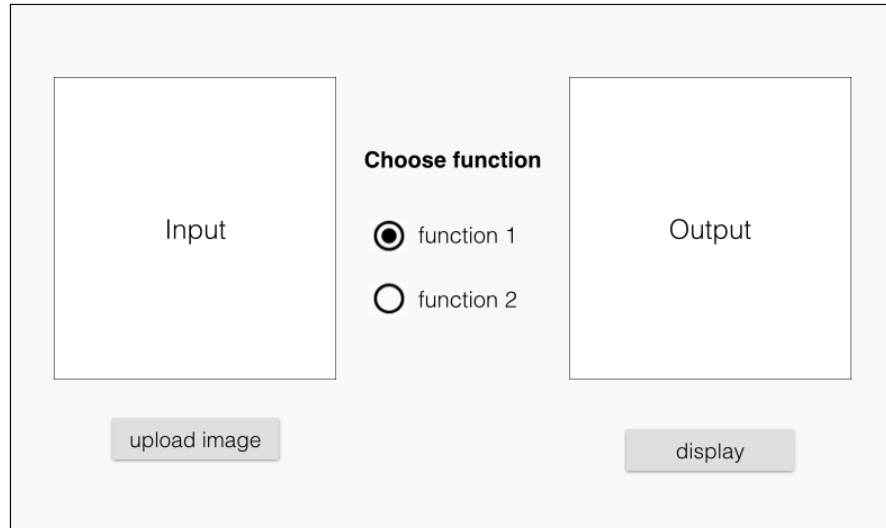 Input
Choose function
function 1
function 2
Output
upload image
display